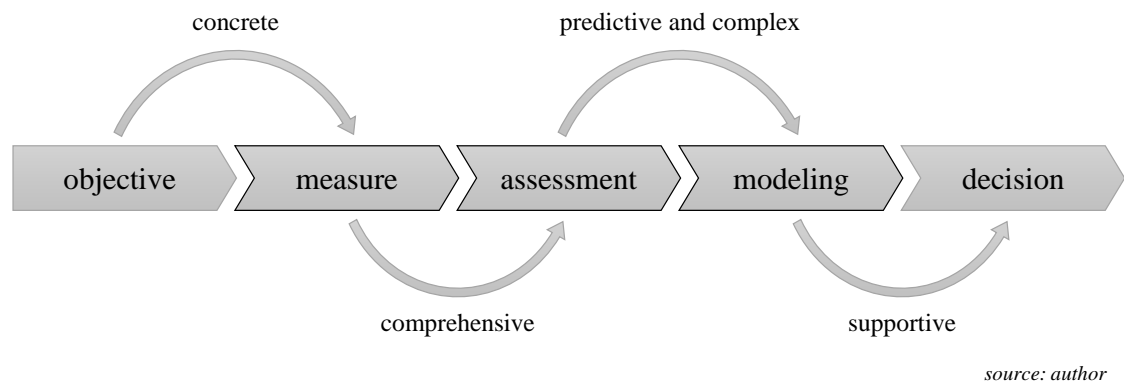 concrete
predictive and complex
objective
measure
assessment
modeling
decision
comprehensive
supportive
source: author